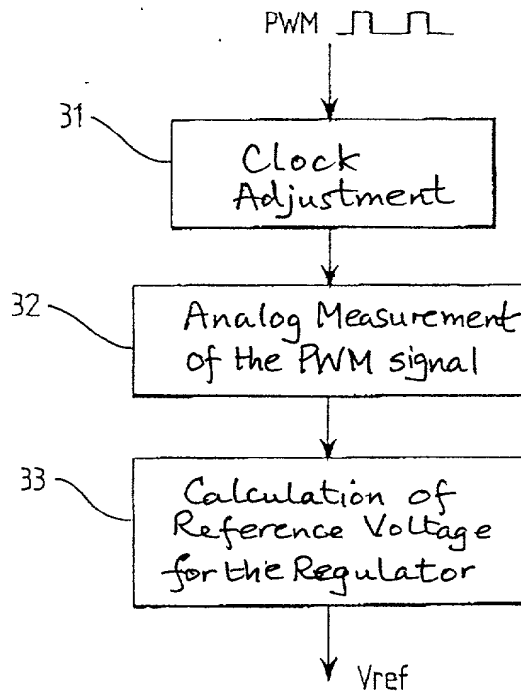 PWM
31
Clock
Adjustment
32
Analog Measurement
of the PWM signal
33
Calculation of
Reference Voltage
for the Regulator
Vref